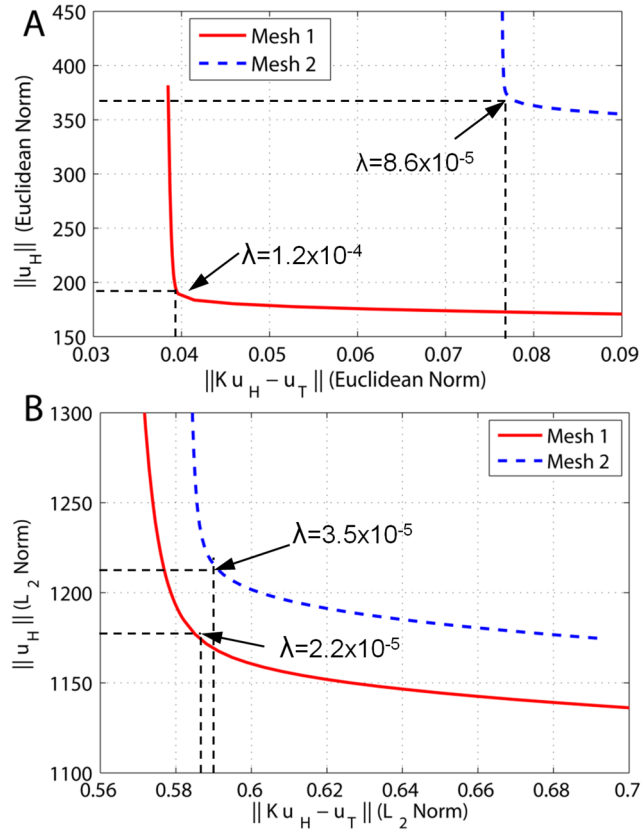 A
Mesh 1
Mesh 2
450
400
350
300
250
200
150
||u_H|| (Euclidean Norm)
λ=8.6x10^-5
λ=1.2x10^-4
0.03 0.04 0.05 0.06 0.07 0.08 0.09
||K u_H − u_T || (Euclidean Norm)
B
Mesh 1
Mesh 2
1300
1250
1200
1150
1100
|| u_H || (L_2 Norm)
λ=3.5x10^-5
λ=2.2x10^-5
0.56 0.58 0.6 0.62 0.64 0.66 0.68 0.7
|| K u_H − u_T || (L_2 Norm)